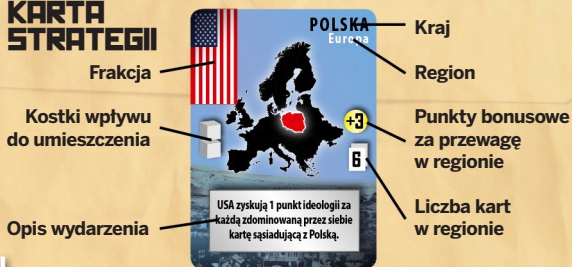 KARTA
STRATEGII
Frakcja
Kostki wpływu
do umieszczenia
Opis wydarzenia
POLSKA
Europa
+3
6
USA zyskują 1 punkt ideologii za
każdą zdominowaną przez siebie
kartę sąsiadującą z Polską.
Kraj
Region
Punkty bonusowe
za przewagę
w regionie
Liczba kart
w regionie